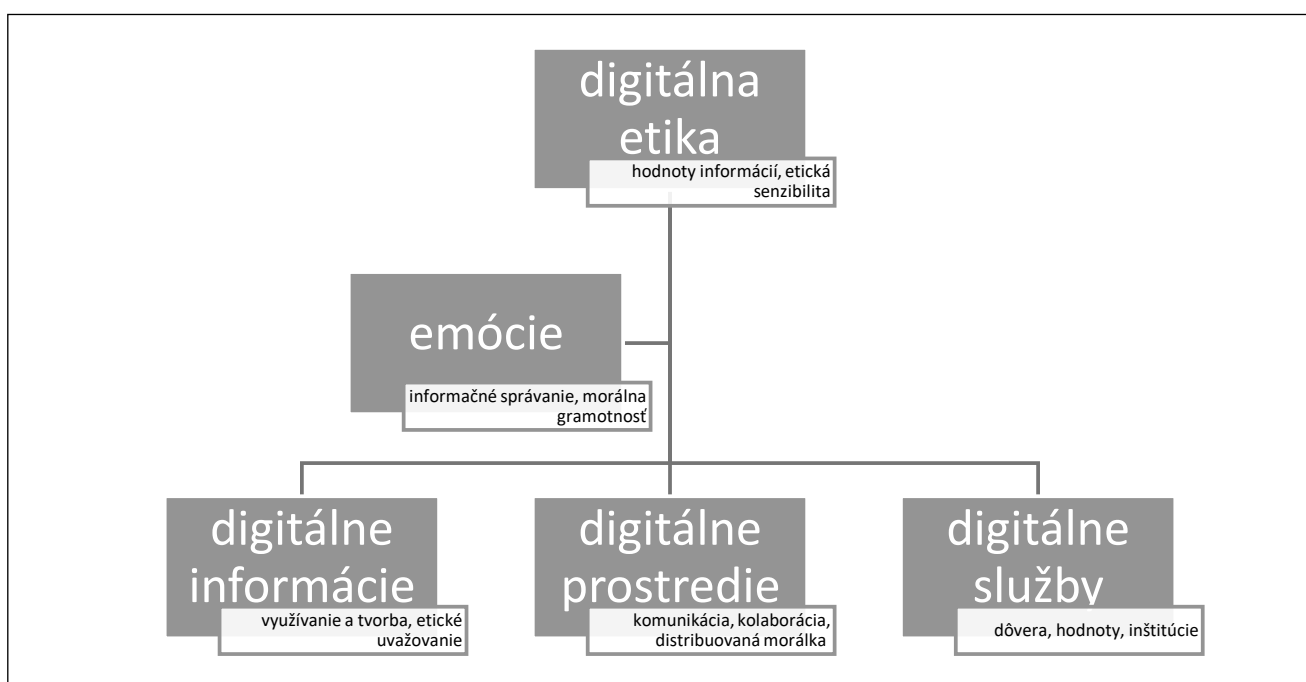 digitálna
etika
hodnoty informácií, etická
senzibilita
emócie
informačné správanie, morálna
gramotnosť
digitálne
informácie
využívanie a tvorba, etické
uvažovanie
digitálne
prostredie
komunikácia, kolaborácia,
distribuovaná morálka
digitálne
služby
dôvera, hodnoty, inštitúcie